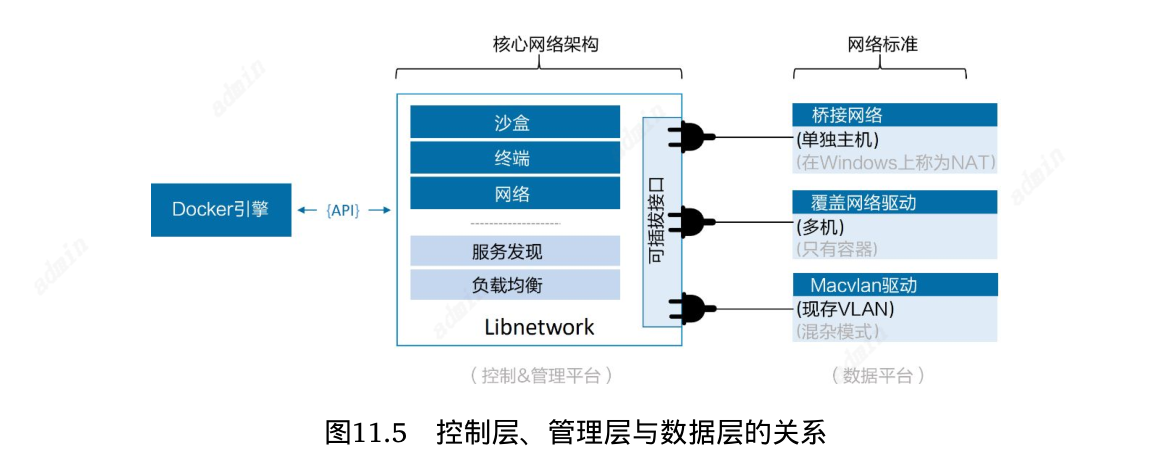 核心网络架构
网络标准
沙盒
终端
网络
服务发现
负载均衡
Libnetwork
Docker引擎
{API}
可插拔接口
桥接网络
(单独主机)
(在Windows上称为NAT)
覆盖网络驱动
(多机)
(只有容器)
Macvlan驱动
(现存VLAN)
(混杂模式)
(控制&管理平台)
(数据平台)
图11.5 控制层、管理层与数据层的关系
admin
admin
admin
admin
admin
admin